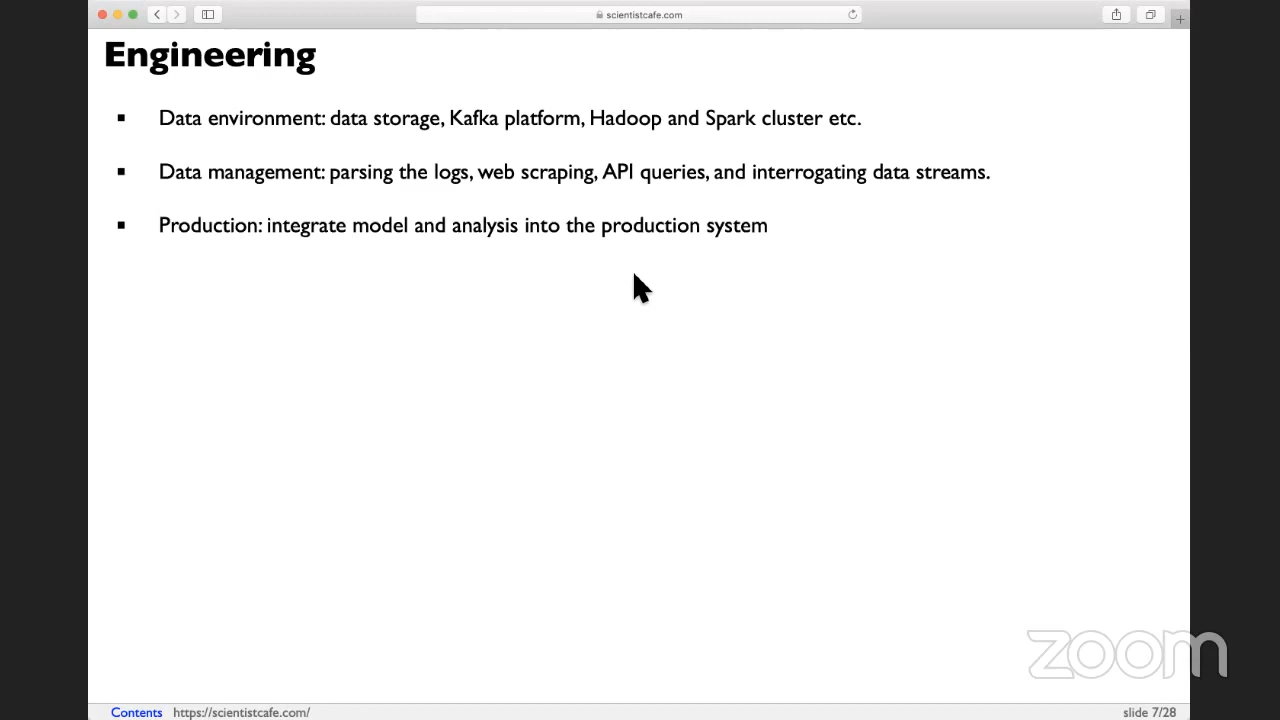 scientistcafe.com
Engineering
▪ Data environment: data storage, Kafka platform, Hadoop and Spark cluster etc.
▪ Data management: parsing the logs, web scraping, API queries, and interrogating data streams.
▪ Production: integrate model and analysis into the production system
zoom
Contents https://scientistcafe.com/ slide 7/28